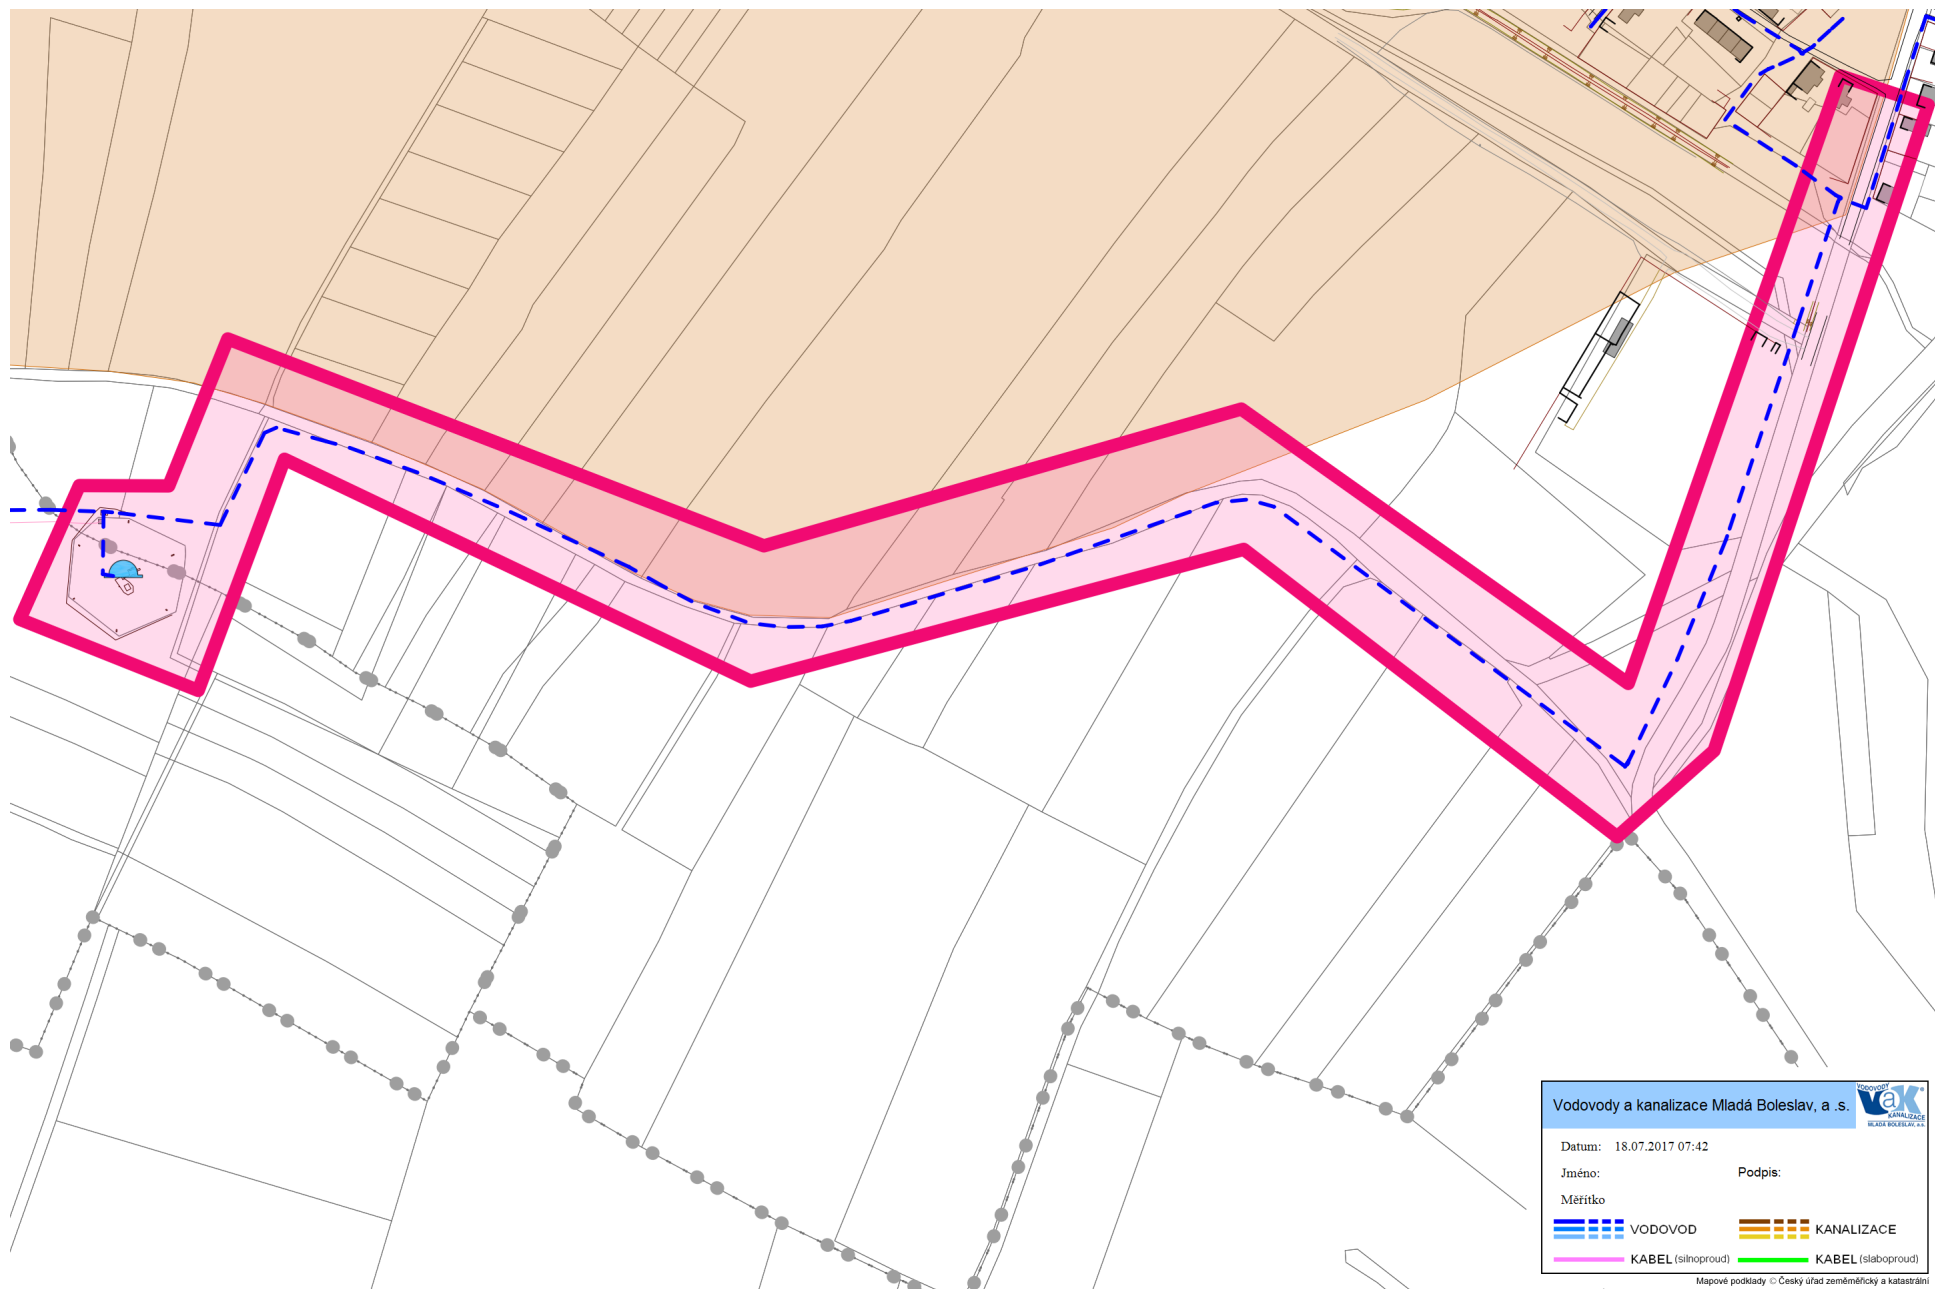 Vodovody a kanalizace Mladá Boleslav, a .s.
VODOVODY
VaK
KANALIZACE
MLADÁ BOLESLAV, a.s.
Datum: 18.07.2017 07:42
Jméno: Podpis:
Měřítko
VODOVOD KANALIZACE
KABEL (silnoproud) KABEL (slaboproud)
Mapové podklady © Český úřad zeměměřický a katastrální